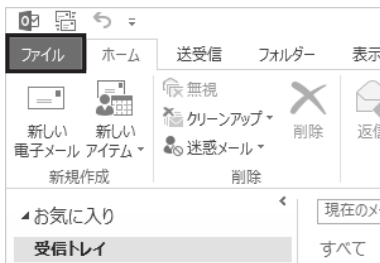 ファイル ホーム 送受信 フォルダー 表示
無視
クリーンアップ
迷惑メール
新しい 電子メール
新しい アイテム
削除
返信
新規作成 削除
お気に入り
受信トレイ
現在のメ
すべて